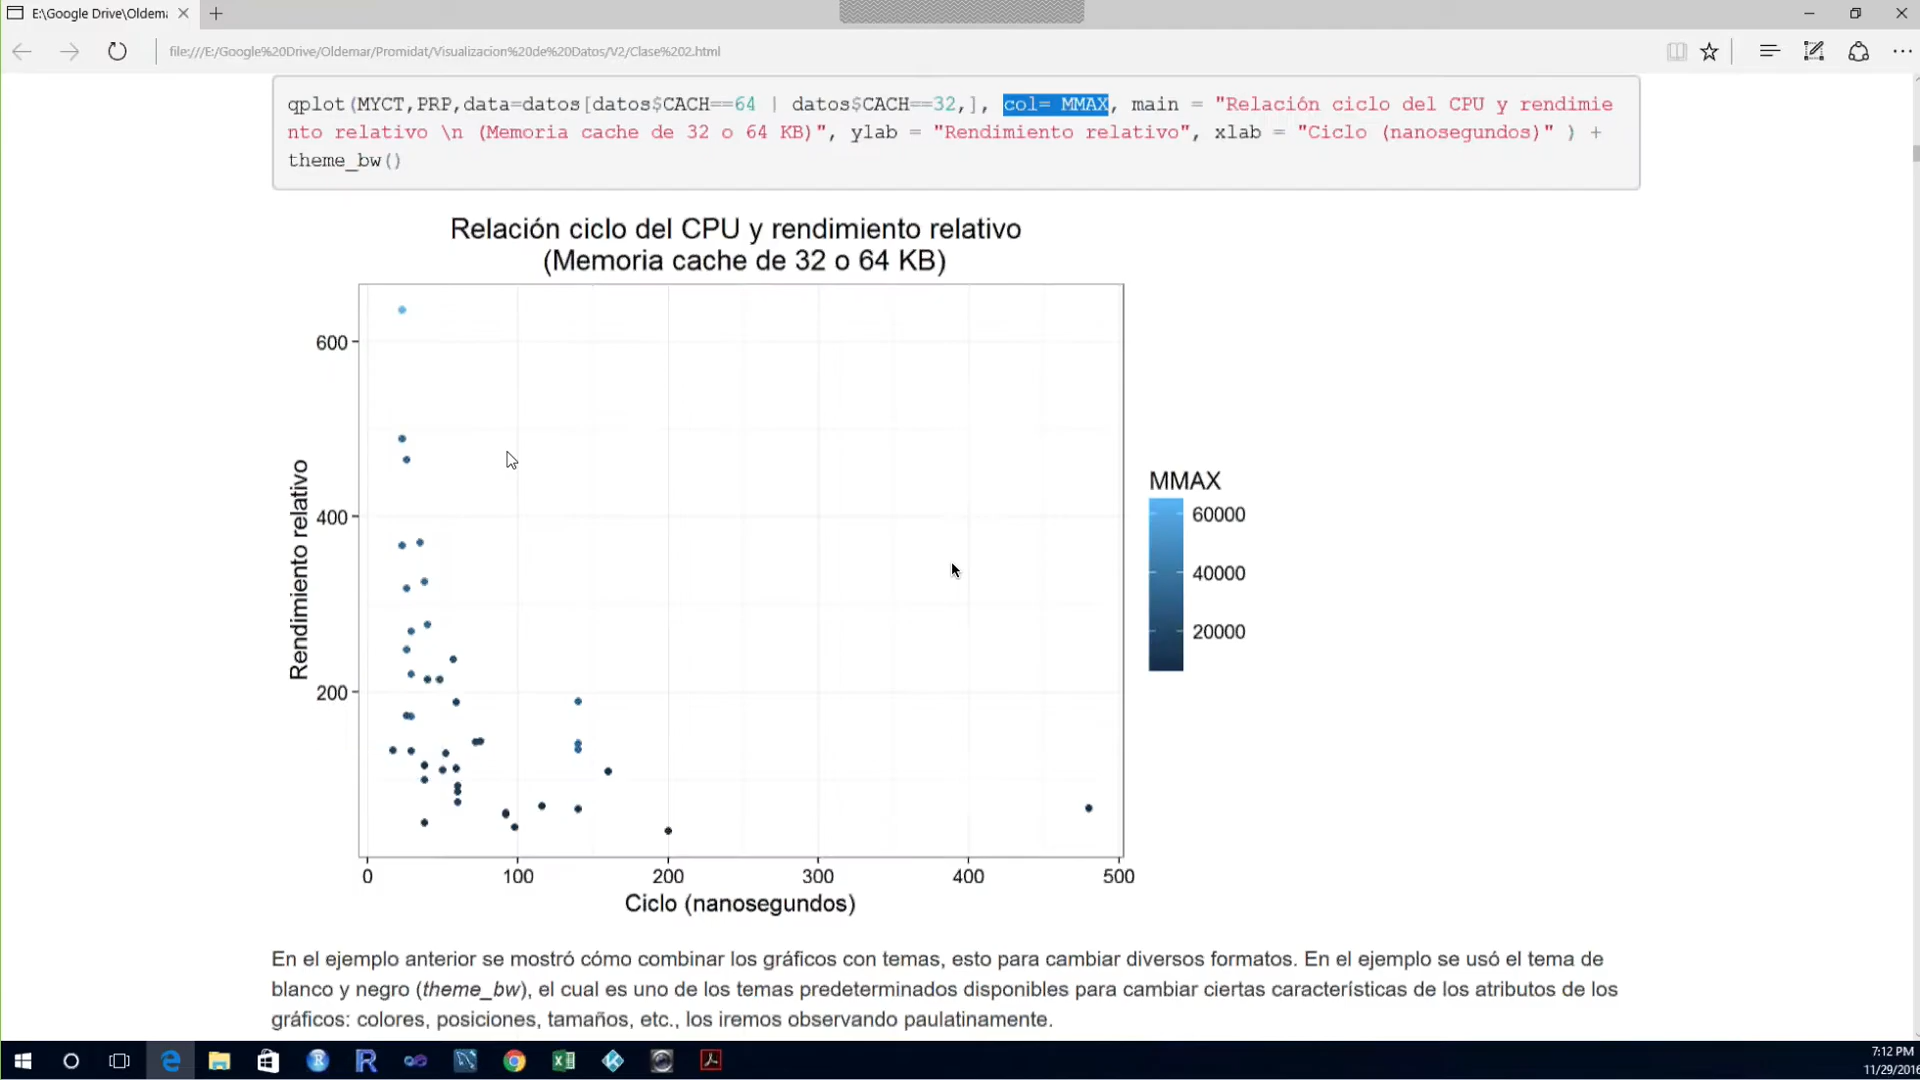 E:\Google Drive\Oldema
file:///E:/Google%20Drive/Oldemar/Promidat/Visualizacion%20de%20Datos/V2/Clase%202.html
qplot(MYCT,PRP,data=datos[datos$CACH==64 | datos$CACH==32,], col= MMAX, main = "Relación ciclo del CPU y rendimie
nto relativo \n (Memoria cache de 32 o 64 KB)", ylab = "Rendimiento relativo", xlab = "Ciclo (nanosegundos)" ) +
theme_bw()
Relación ciclo del CPU y rendimiento relativo
(Memoria cache de 32 o 64 KB)
600
400
200
Rendimiento relativo
MMAX
60000
40000
20000
0 100 200 300 400 500
Ciclo (nanosegundos)
En el ejemplo anterior se mostró cómo combinar los gráficos con temas, esto para cambiar diversos formatos. En el ejemplo se usó el tema de
blanco y negro (theme_bw), el cual es uno de los temas predeterminados disponibles para cambiar ciertas características de los atributos de los
gráficos: colores, posiciones, tamaños, etc., los iremos observando paulatinamente.
7:12 PM
11/29/2016